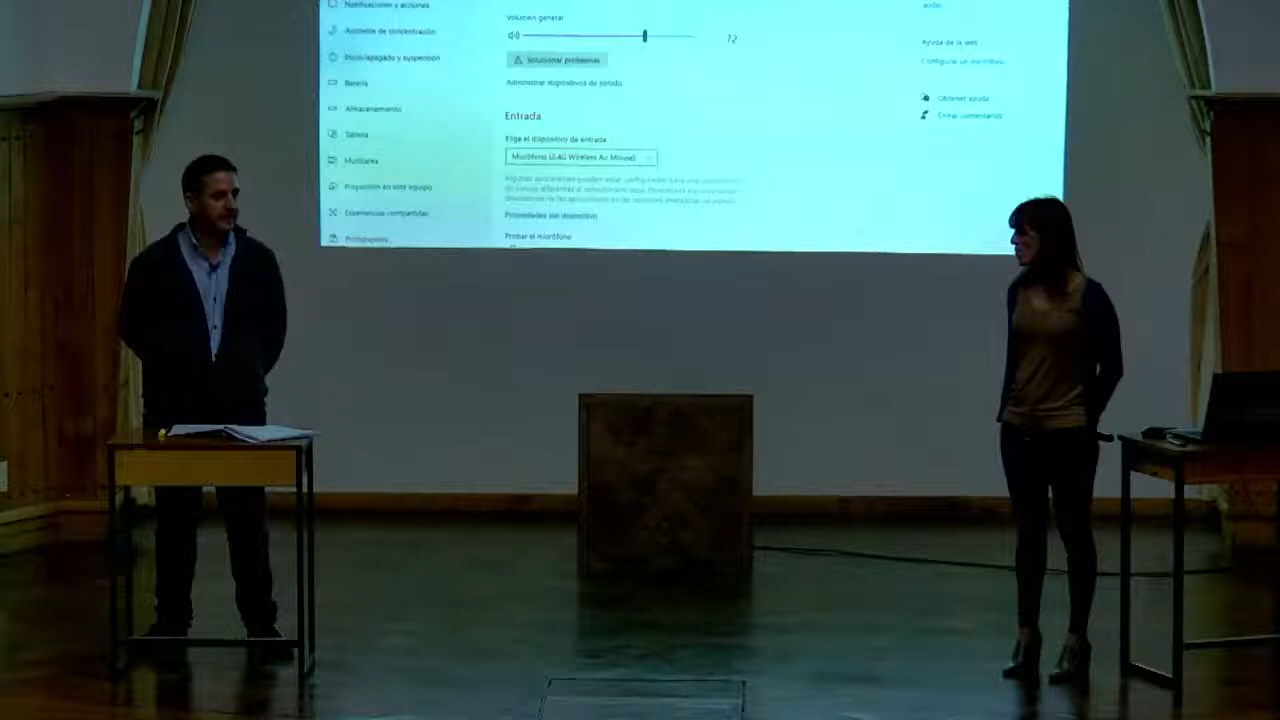 Notificaciones y acciones
Asistente de concentración
Inicio/apagado y suspensión
Batería
Almacenamiento
Tableta
Multitarea
Proyección en este equipo
Experiencias compartidas
Portapapeles
Volumen general
72
Solucionar problemas
Administrar dispositivos de sonido
Entrada
Elige el dispositivo de entrada
Micrófono (2.4G Wireless Air Mouse)
Propiedades del dispositivo
Probar el micrófono
audio
Ayuda de la web
Configurar un micrófono
Obtener ayuda
Enviar comentarios